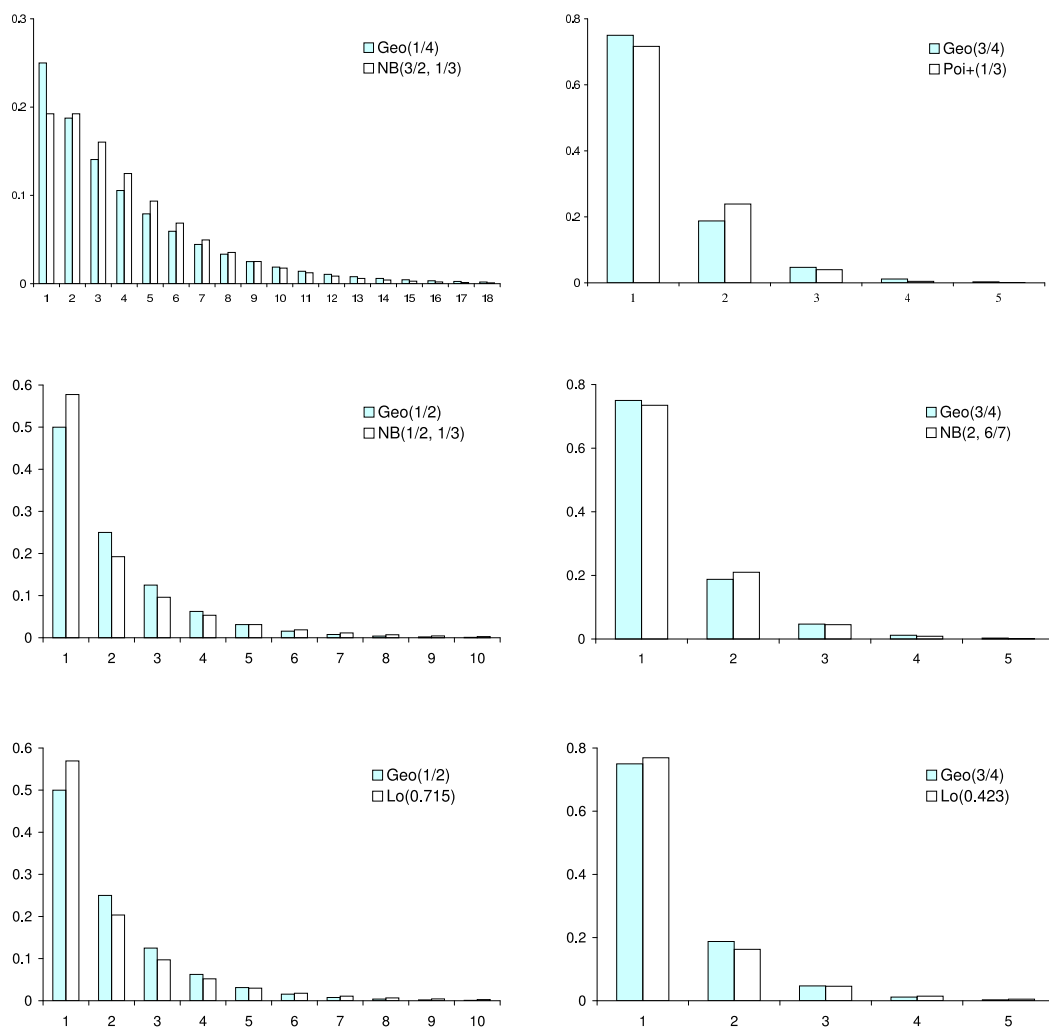 0.3
0.2
0.1
0
Geo(1/4)
NB(3/2, 1/3)
1 2 3 4 5 6 7 8 9 10 11 12 13 14 15 16 17 18
0.8
0.6
0.4
0.2
0
Geo(3/4)
Poi+(1/3)
1 2 3 4 5
0.6
0.5
0.4
0.3
0.2
0.1
0
Geo(1/2)
NB(1/2, 1/3)
1 2 3 4 5 6 7 8 9 10
0.8
0.6
0.4
0.2
0
Geo(3/4)
NB(2, 6/7)
1 2 3 4 5
0.6
0.5
0.4
0.3
0.2
0.1
0
Geo(1/2)
Lo(0.715)
1 2 3 4 5 6 7 8 9 10
0.8
0.6
0.4
0.2
0
Geo(3/4)
Lo(0.423)
1 2 3 4 5